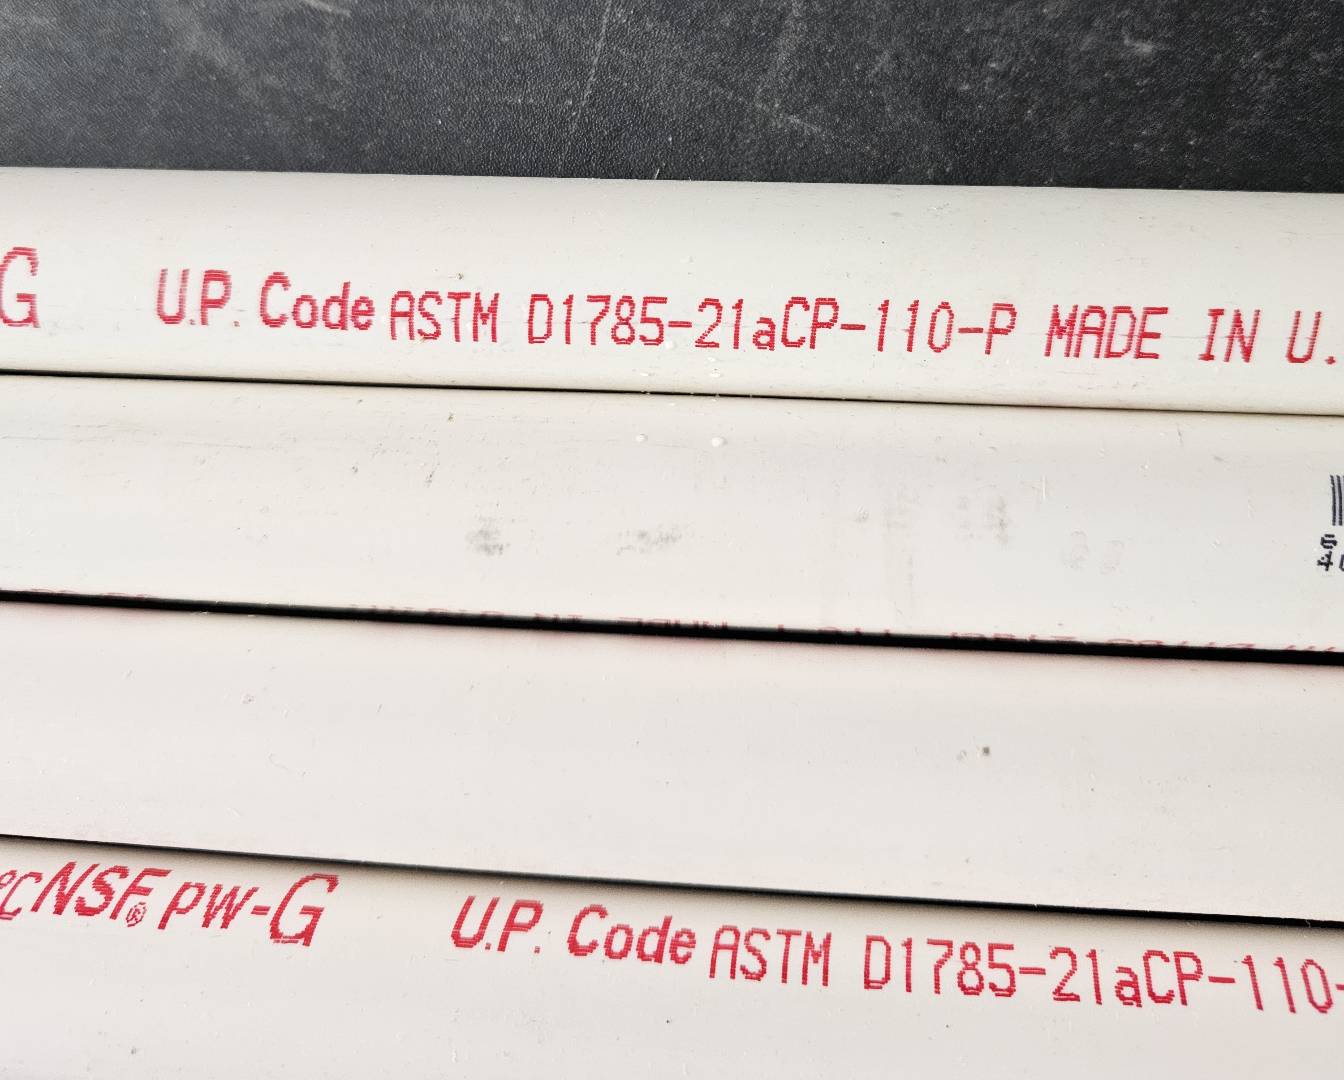 G U.P. Code ASTM D1785-21aCP-110-P MADE IN U.
NSF® pw-G U.P. Code ASTM D1785-21aCP-110-